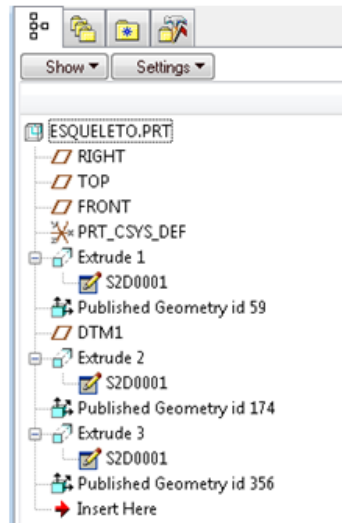 Show Settings
ESQUELETO.PRT
RIGHT
TOP
FRONT
PRT_CSYS_DEF
Extrude 1
S2D0001
Published Geometry id 59
DTM1
Extrude 2
S2D0001
Published Geometry id 174
Extrude 3
S2D0001
Published Geometry id 356
Insert Here